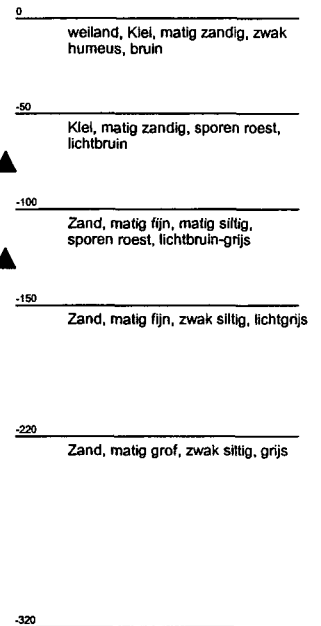 0
weiland, Klei, matig zandig, zwak
humeus, bruin
-50
Klei, matig zandig, sporen roest,
lichtbruin
-100
Zand, matig fijn, matig siltig,
sporen roest, lichtbruin-grijs
-150
Zand, matig fijn, zwak siltig, lichtgrijs
-220
Zand, matig grof, zwak siltig, grijs
-320